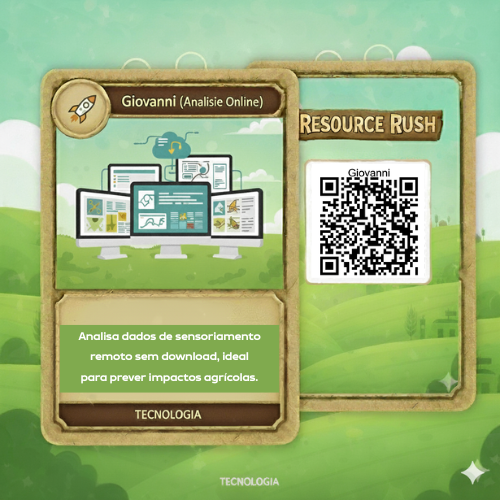 Giovanni (Analisie Online)
Analisa dados de sensoriamento
remoto sem download, ideal
para prever impactos agrícolas.
TECNOLOGIA
RESOURCE RUSH
Giovanni
TECNOLOGIA